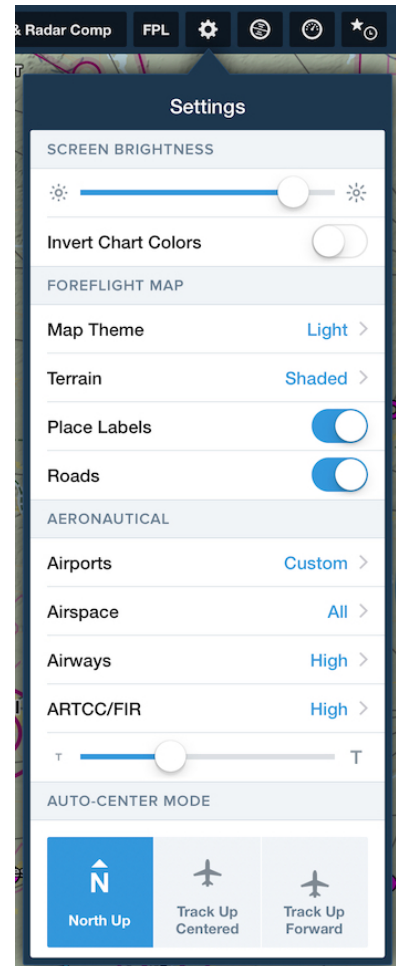 & Radar Comp FPL
Settings
SCREEN BRIGHTNESS
Invert Chart Colors
FOREFLIGHT MAP
Map Theme Light
Terrain Shaded
Place Labels
Roads
AERONAUTICAL
Airports Custom
Airspace All
Airways High
ARTCC/FIR High
T T
AUTO-CENTER MODE
N
North Up
Track Up
Centered
Track Up
Forward